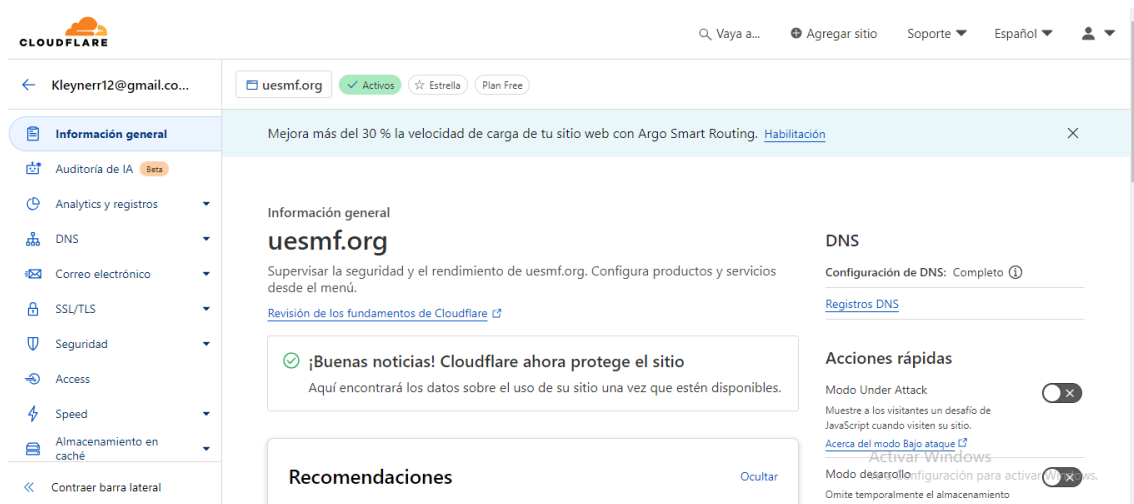 CLOUDFLARE
Vaya a...
Agregar sitio
Soporte
Español
Kleynerr12@gmail.co...
uesmf.org
Activos
Estrella
Plan Free
Mejora más del 30 % la velocidad de carga de tu sitio web con Argo Smart Routing. Habilitación
Información general
Auditoría de IA Beta
Analytics y registros
DNS
Correo electrónico
SSL/TLS
Seguridad
Access
Speed
Almacenamiento en
caché
Contraer barra lateral
Información general
uesmf.org
Supervisar la seguridad y el rendimiento de uesmf.org. Configura productos y servicios
desde el menú.
Revisión de los fundamentos de Cloudflare
¡Buenas noticias! Cloudflare ahora protege el sitio
Aquí encontrará los datos sobre el uso de su sitio una vez que estén disponibles.
Recomendaciones
Ocultar
DNS
Configuración de DNS: Completo
Registros DNS
Acciones rápidas
Modo Under Attack
Muestre a los visitantes un desafío de
JavaScript cuando visiten su sitio.
Acerca del modo Bajo ataque
Activar Windows
Modo desarrollo
Configuración para activar Windows.
Omite temporalmente el almacenamiento